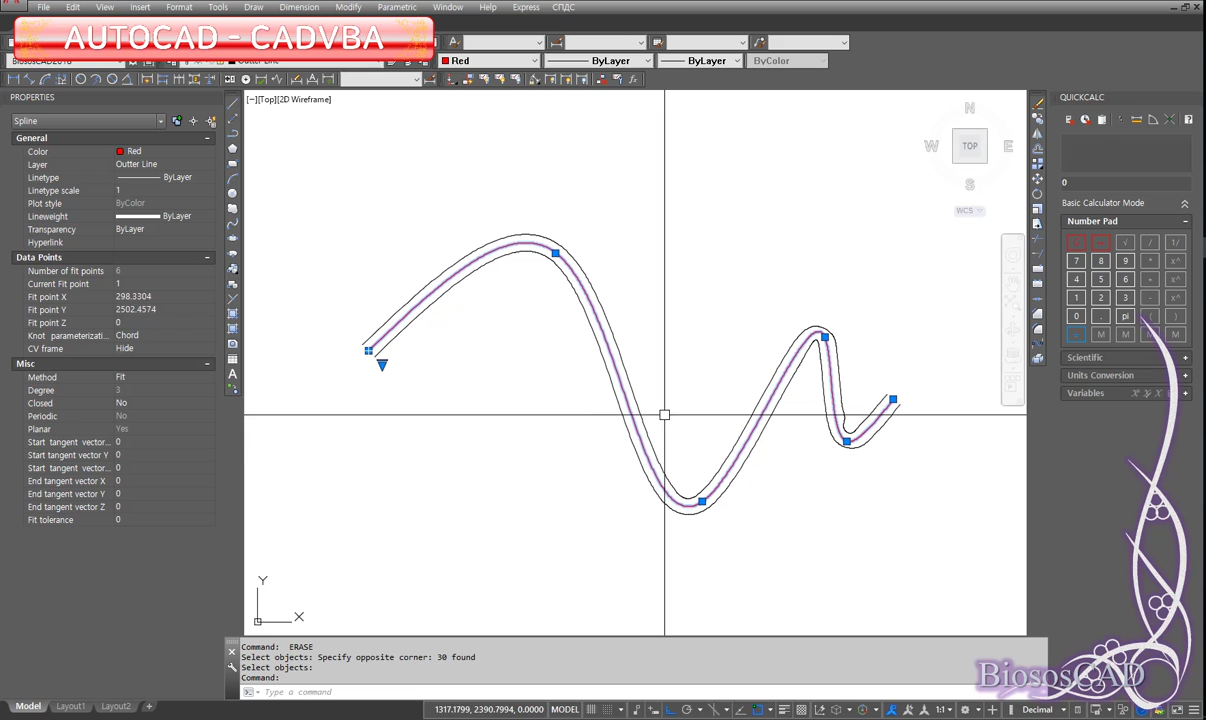 File Edit View Insert Format Tools Draw Dimension Modify Parametric Window Help Express СПДС
AUTOCAD - CADVBA
Outter Line
Red ByLayer ByLayer ByColor
PROPERTIES
[−][Top][2D Wireframe]
QUICKCALC
Spline
General
Color Red
Layer Outter Line
Linetype ByLayer
Linetype scale 1
Plot style ByColor
Lineweight ByLayer
Transparency ByLayer
Hyperlink
Data Points
Number of fit points 6
Current Fit point 1
Fit point X 298.3304
Fit point Y 2502.4574
Fit point Z 0
Knot parameterizati... Chord
CV frame Hide
Misc
Method Fit
Degree 3
Closed No
Periodic No
Planar Yes
Start tangent vector... 0
Start tangent vector Y 0
Start tangent vector... 0
End tangent vector X 0
End tangent vector Y 0
End tangent vector Z 0
Fit tolerance 0
N
W TOP E
S
WCS
0
Basic Calculator Mode
Number Pad
C √ / 1/
7 8 9 * x^
4 5 6 + x^
1 2 3 - x^
0 . pi ( )
= M M M M
Scientific
Units Conversion
Variables
Y
X
Command: ERASE
Select objects: Specify opposite corner: 30 found
Select objects:
Command:
Type a command
BiososCAD
Model Layout1 Layout2 +
1317.1799, 2390.7994, 0.0000 MODEL 1:1 Decimal